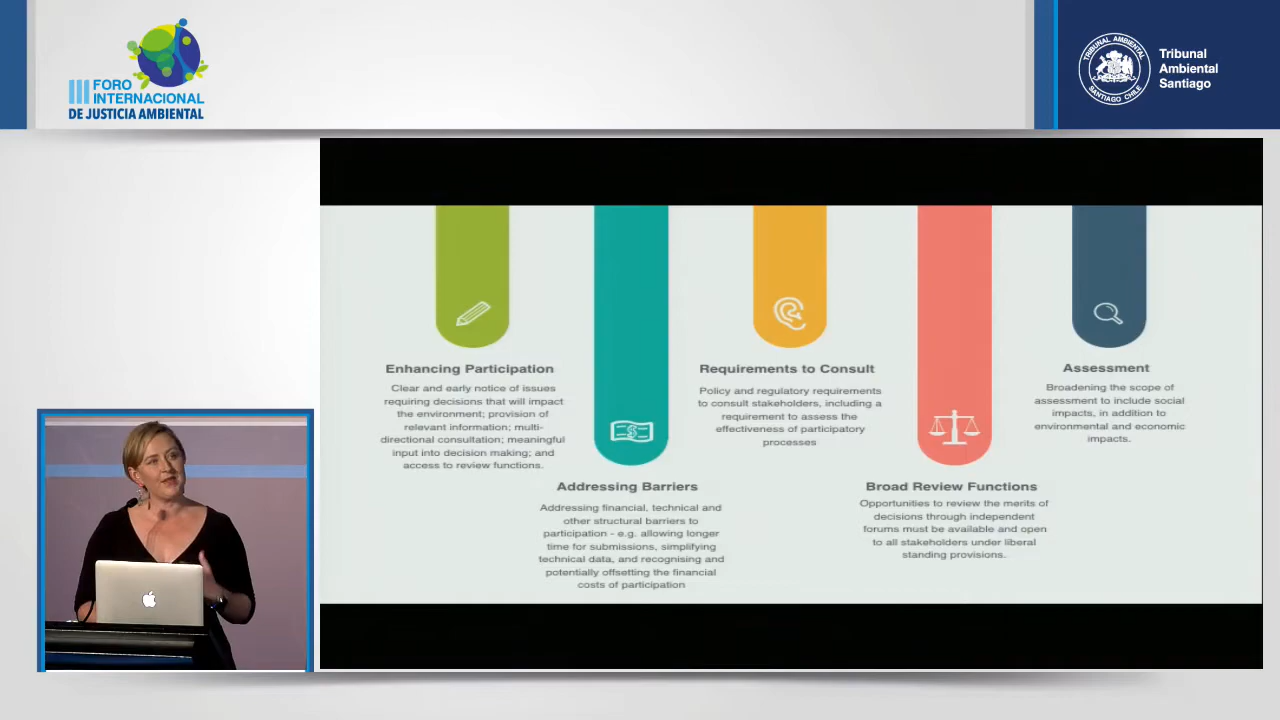 III FORO
INTERNACIONAL
DE JUSTICIA AMBIENTAL
TRIBUNAL AMBIENTAL
SANTIAGO CHILE
Tribunal
Ambiental
Santiago
Enhancing Participation
Clear and early notice of issues
requiring decisions that will impact
the environment; provision of
relevant information; multi-
directional consultation; meaningful
input into decision making; and
access to review functions.
Addressing Barriers
Addressing financial, technical and
other structural barriers to
participation - e.g. allowing longer
time for submissions, simplifying
technical data, and recognising and
potentially offsetting the financial
costs of participation
Requirements to Consult
Policy and regulatory requirements
to consult stakeholders, including a
requirement to assess the
effectiveness of participatory
processes
Broad Review Functions
Opportunities to review the merits of
decisions through independent
forums must be available and open
to all stakeholders under liberal
standing provisions.
Assessment
Broadening the scope of
assessment to include social
impacts, in addition to
environmental and economic
impacts.